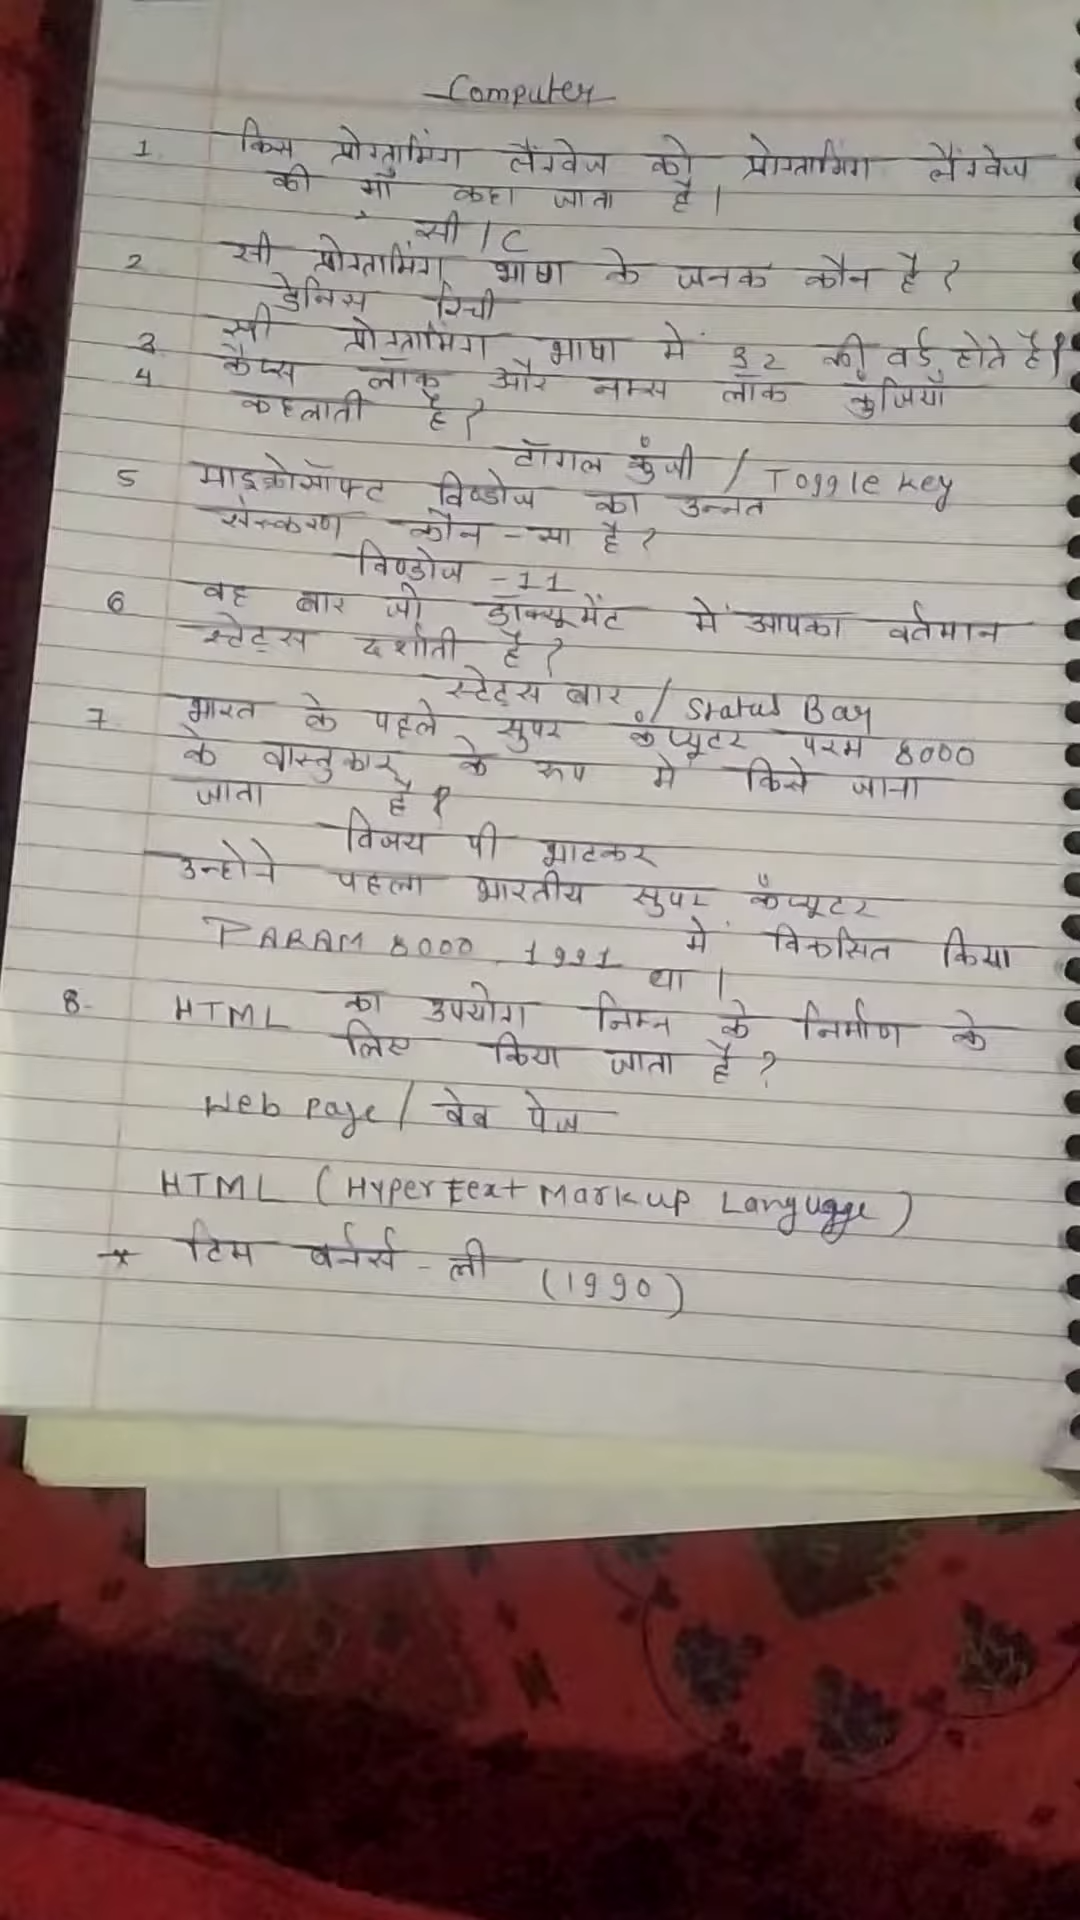 Computer
1. किस प्रोग्रामिंग लैंग्वेज को प्रोग्रामिंग लैंग्वेज
की माँ कहा जाता है।
सी / C
2 सी प्रोग्रामिंग भाषा के जनक कौन है?
डेनिस रिची
3 सी प्रोग्रामिंग भाषा में 32 की वर्ड होते है।
4 कैप्स लॉक और नम्स लॉक कुंजियाँ
कहलाती है?
टॉगल कुंजी / Toggle key
5 माइक्रोसॉफ्ट विण्डोज का उन्नत
संस्करण कौन-सा है?
विण्डोज -11
6 वह बार जो डॉक्यूमेंट में आपका वर्तमान
स्टेट्स दर्शाती है?
स्टेट्स बार / Status Bar
7. भारत के पहले सुपर कंप्यूटर परम 8000
के वास्तुकार के रूप में किसे जाना
जाता है?
विजय पी भाटकर
उन्होने पहला भारतीय सुपर कंप्यूटर
PARAM 8000 1991 में विकसित किया
था।
8. HTML का उपयोग निम्न के निर्माण के
लिए किया जाता है?
Web page / वेब पेज
HTML (Hypertext Markup Langugge)
* टिम बर्नर्स-ली (1990)